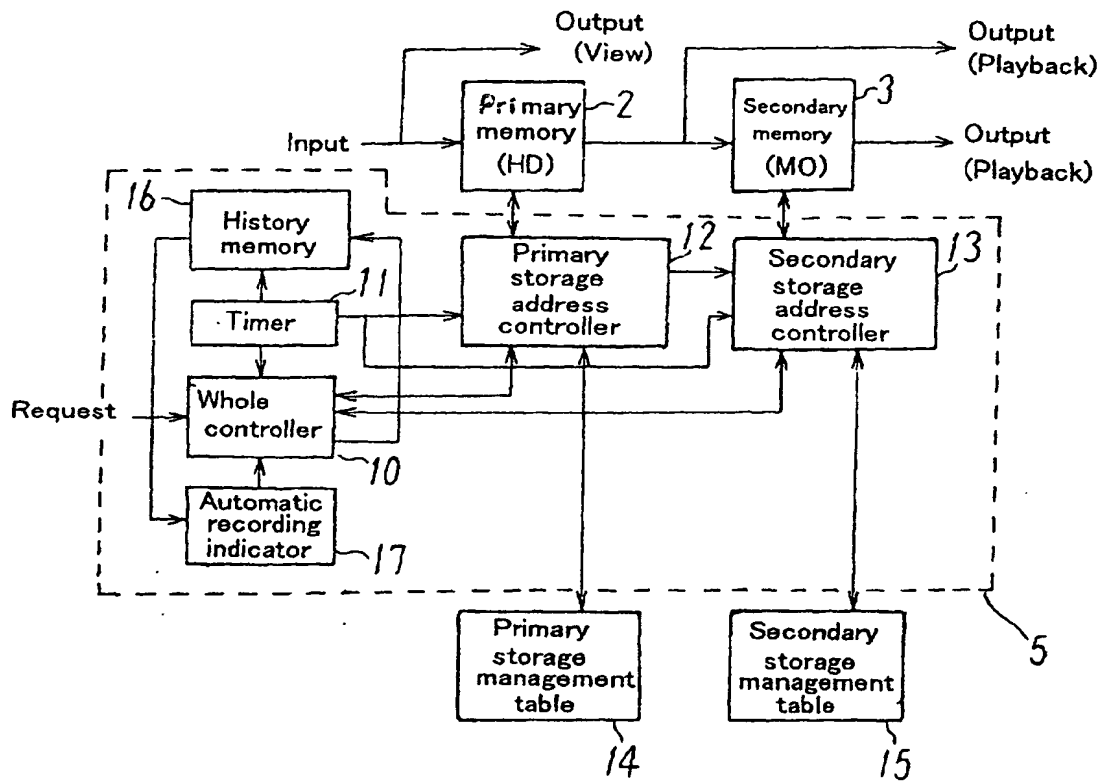 Output
(View)
Output
(Playback)
Primary
memory
(HD)
2
Secondary
memory
(MO)
3
Input
Output
(Playback)
16
History
memory
11
Timer
Primary
storage
address
controller
12
Secondary
storage
address
controller
13
Request
Whole
controller
10
Automatic
recording
indicator
17
Primary
storage
management
table
14
Secondary
storage
management
table
15
5